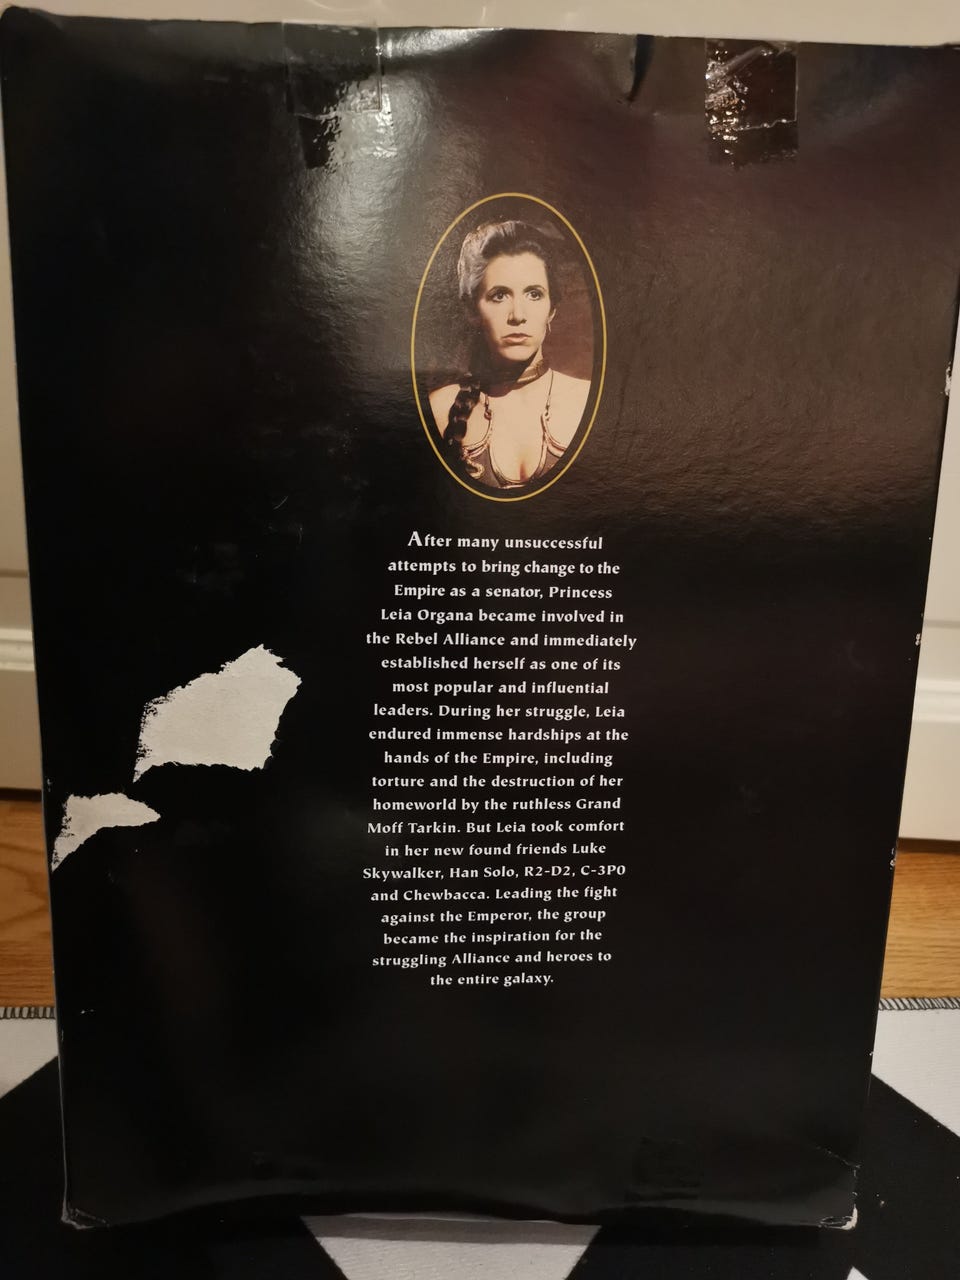 After many unsuccessful
attempts to bring change to the
Empire as a senator, Princess
Leia Organa became involved in
the Rebel Alliance and immediately
established herself as one of its
most popular and influential
leaders. During her struggle, Leia
endured immense hardships at the
hands of the Empire, including
torture and the destruction of her
homeworld by the ruthless Grand
Moff Tarkin. But Leia took comfort
in her new found friends Luke
Skywalker, Han Solo, R2-D2, C-3P0
and Chewbacca. Leading the fight
against the Emperor, the group
became the inspiration for the
struggling Alliance and heroes to
the entire galaxy.